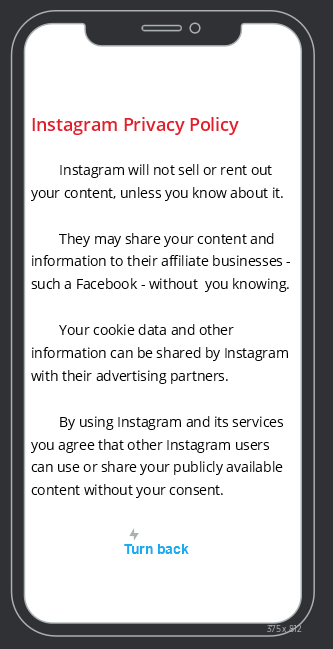 Instagram Privacy Policy
Instagram will not sell or rent out
your content, unless you know about it.
They may share your content and
information to their affiliate businesses -
such a Facebook - without you knowing.
Your cookie data and other
information can be shared by Instagram
with their advertising partners.
By using Instagram and its services
you agree that other Instagram users
can use or share your publicly available
content without your consent.
Turn back
375 x 812